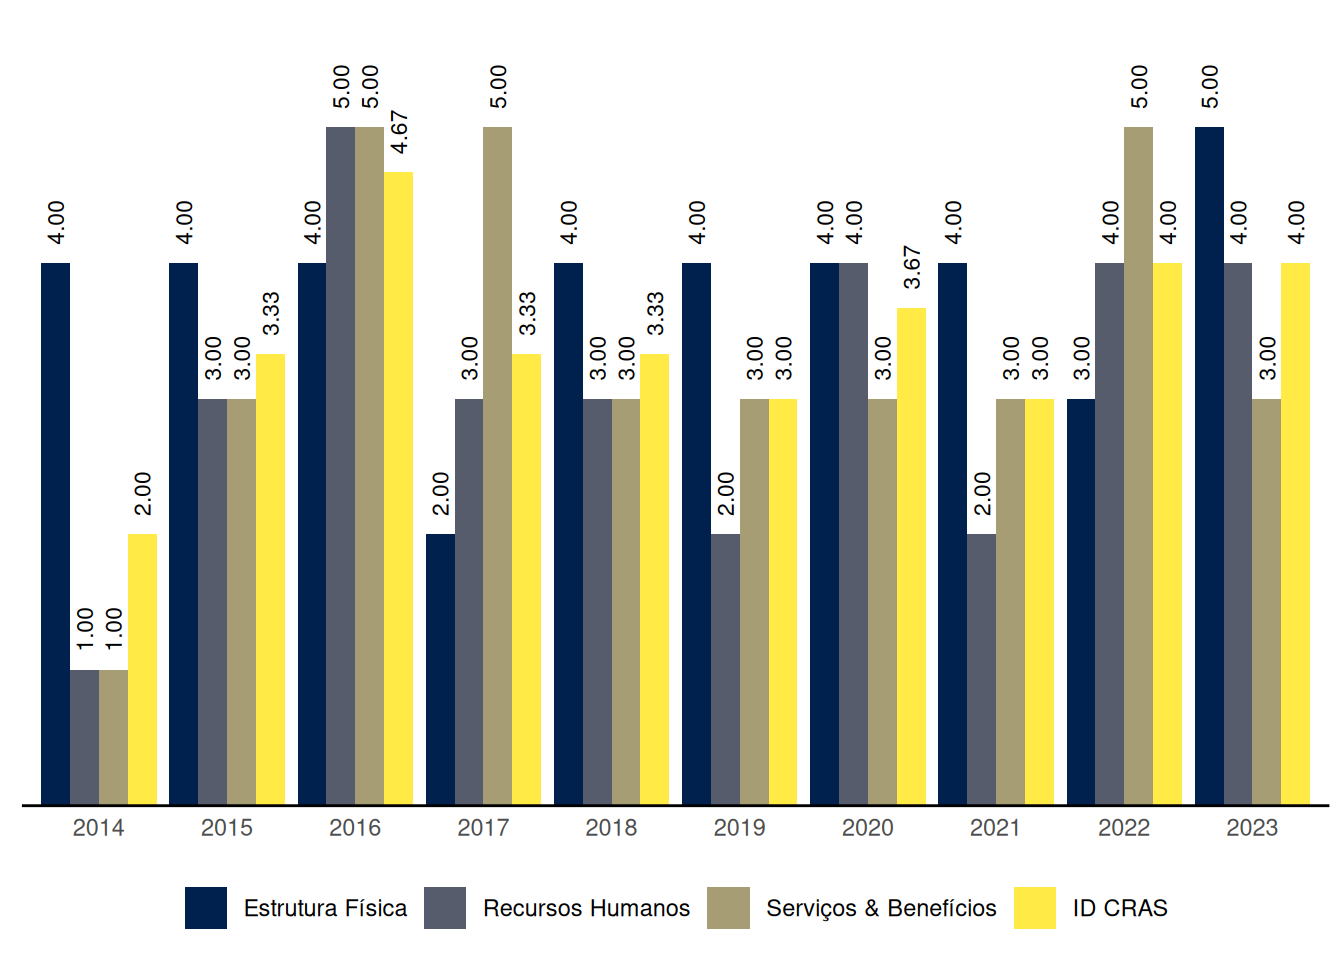 4.00 1.00 1.00 2.00
4.00 3.00 3.00 3.33
4.00 5.00 5.00 4.67
2.00 3.00 5.00 3.33
4.00 3.00 3.00 3.33
4.00 2.00 3.00 3.00
4.00 4.00 3.00 3.67
4.00 2.00 3.00 3.00
3.00 4.00 5.00 4.00
5.00 4.00 3.00 4.00
2014 2015 2016 2017 2018 2019 2020 2021 2022 2023
Estrutura Física Recursos Humanos Serviços & Benefícios ID CRAS